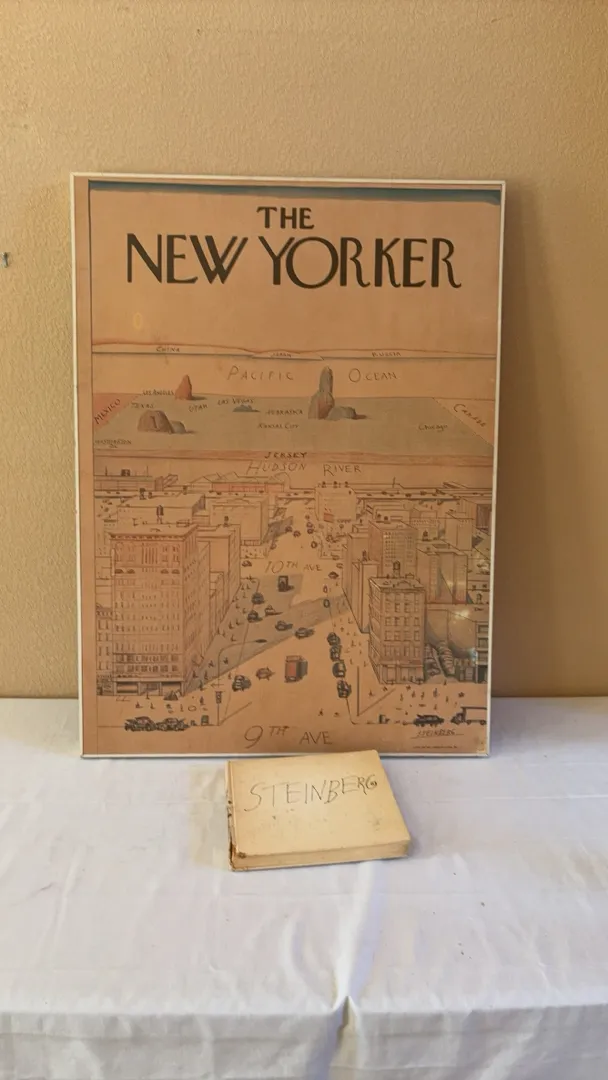 THE
NEW YORKER
CHINA JAPAN RUSSIA
PACIFIC OCEAN
LOS ANGELES
MEXICO TEXAS UTAH LAS VEGAS NEBRASKA CANADA
KANSAS CITY Chicago
WASHINGTON DC
JERSEY
HUDSON RIVER
10TH AVE
9TH AVE
STEINBERG
STEINBERG